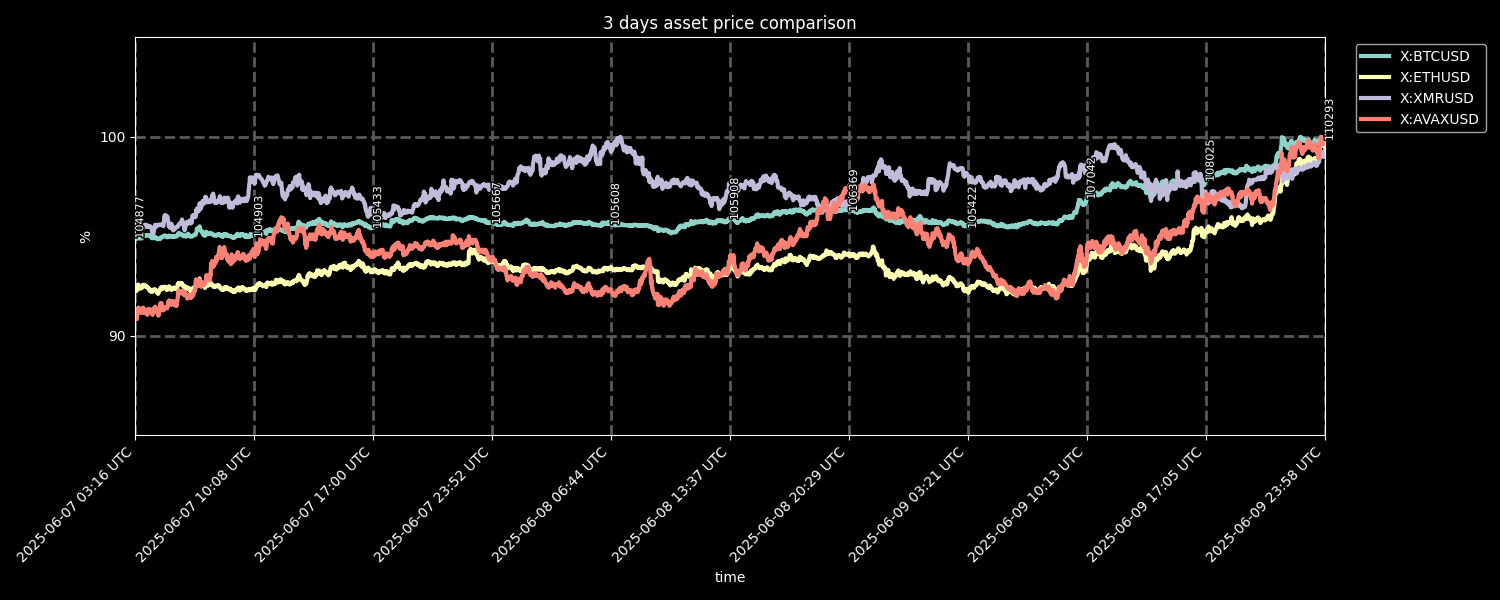 3 days asset price comparison
X:BTCUSD
X:ETHUSD
X:XMRUSD
X:AVAXUSD
%
100
90
104877
104903
105433
105667
105608
105908
106369
105422
107042
108025
110293
2025-06-07 03:16 UTC
2025-06-07 10:08 UTC
2025-06-07 17:00 UTC
2025-06-07 23:52 UTC
2025-06-08 06:44 UTC
2025-06-08 13:37 UTC
2025-06-08 20:29 UTC
2025-06-09 03:21 UTC
2025-06-09 10:13 UTC
2025-06-09 17:05 UTC
2025-06-09 23:58 UTC
time